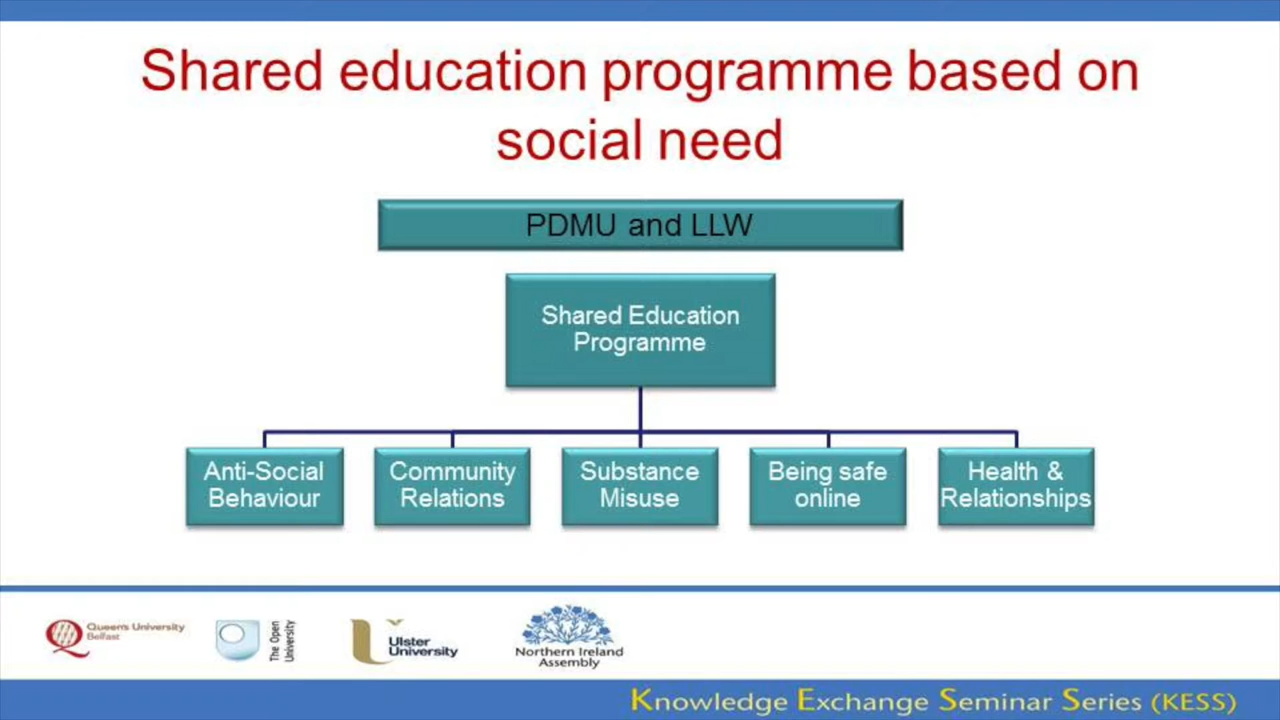 Shared education programme based on
social need
PDMU and LLW
Shared Education
Programme
Anti-Social
Behaviour
Community
Relations
Substance
Misuse
Being safe
online
Health &
Relationships
Queen's University
Belfast
The Open
University
Ulster
University
Northern Ireland
Assembly
Knowledge Exchange Seminar Series (KESS)